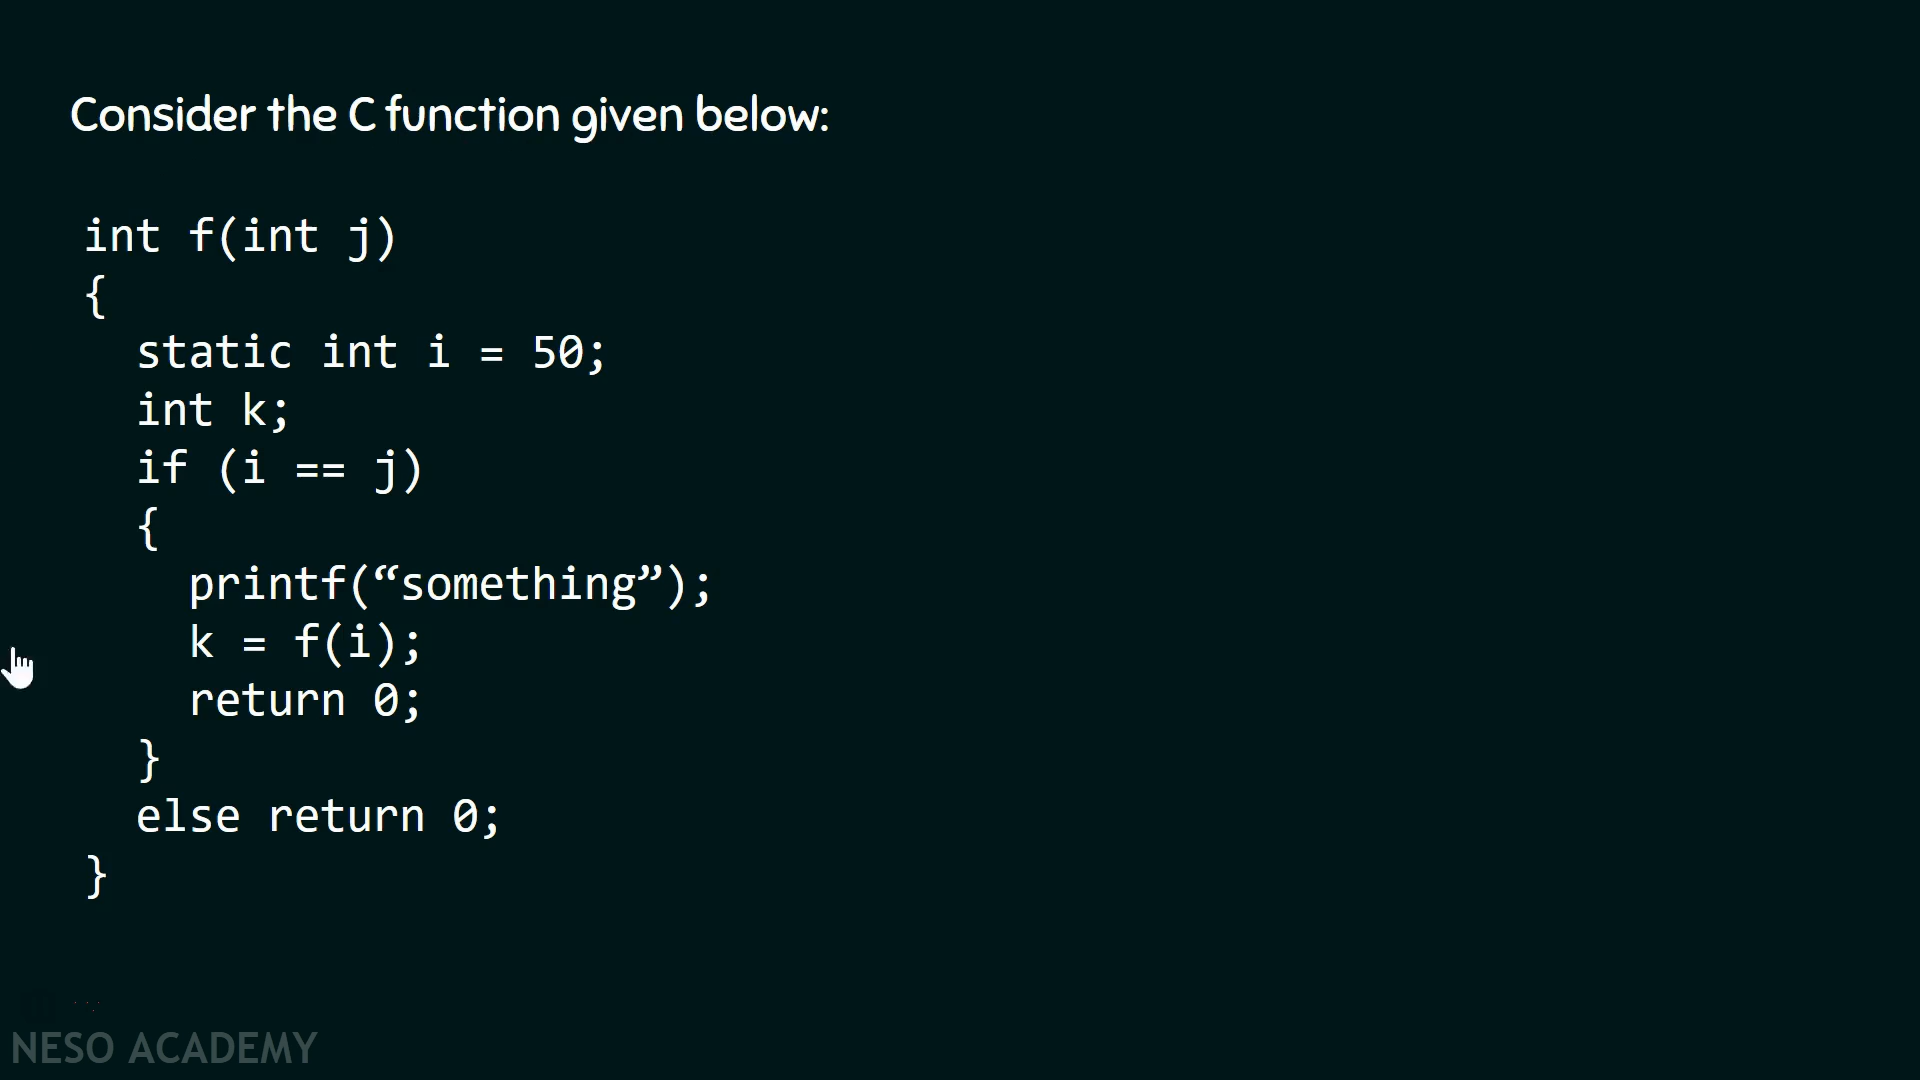 Consider the C function given below:
int f(int j)
{
static int i = 50;
int k;
if (i == j)
{
printf(“something”);
k = f(i);
return 0;
}
else return 0;
}
NESO ACADEMY